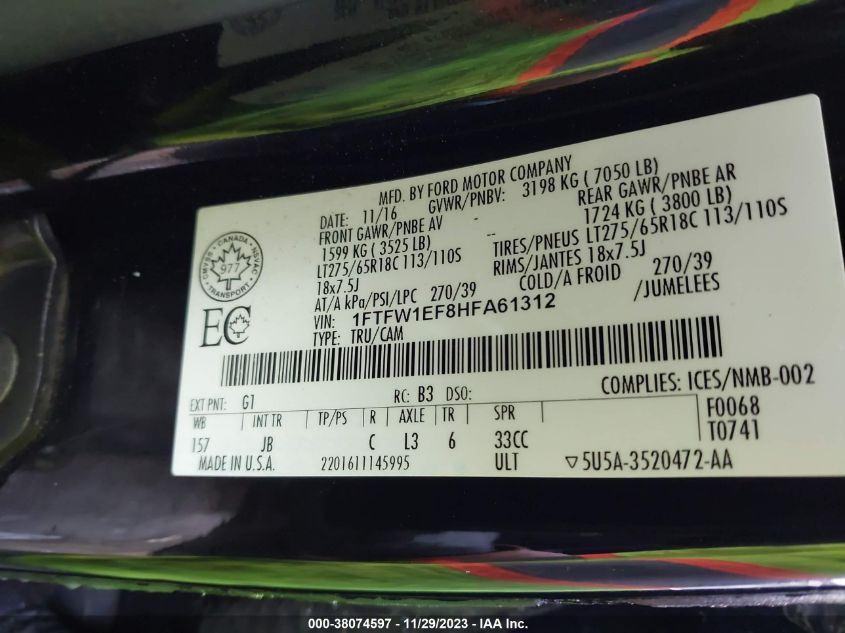 MFD. BY FORD MOTOR COMPANY
DATE: 11/16 GVWR/PNBV: 3198 KG ( 7050 LB)
FRONT GAWR/PNBE AV -- REAR GAWR/PNBE AR
1599 KG ( 3525 LB) 1724 KG ( 3800 LB)
LT275/65R18C 113/110S TIRES/PNEUS LT275/65R18C 113/110S
18x7.5J RIMS/JANTES 18x7.5J
AT/A kPa/PSI/LPC 270/39 COLD/A FROID 270/39
VIN: 1FTFW1EF8HFA61312 /JUMELEES
TYPE: TRU/CAM
CMVSS · CANADA · NSVAC
977
TRANSPORT
EC
COMPLIES: ICES/NMB-002
EXT PNT: G1 RC: B3 DSO:
WB INT TR TP/PS R AXLE TR SPR F0068
157 JB C L3 6 33CC T0741
MADE IN U.S.A. 2201611145995 ULT ▽5U5A-3520472-AA
000-38074597 - 11/29/2023 - IAA Inc.